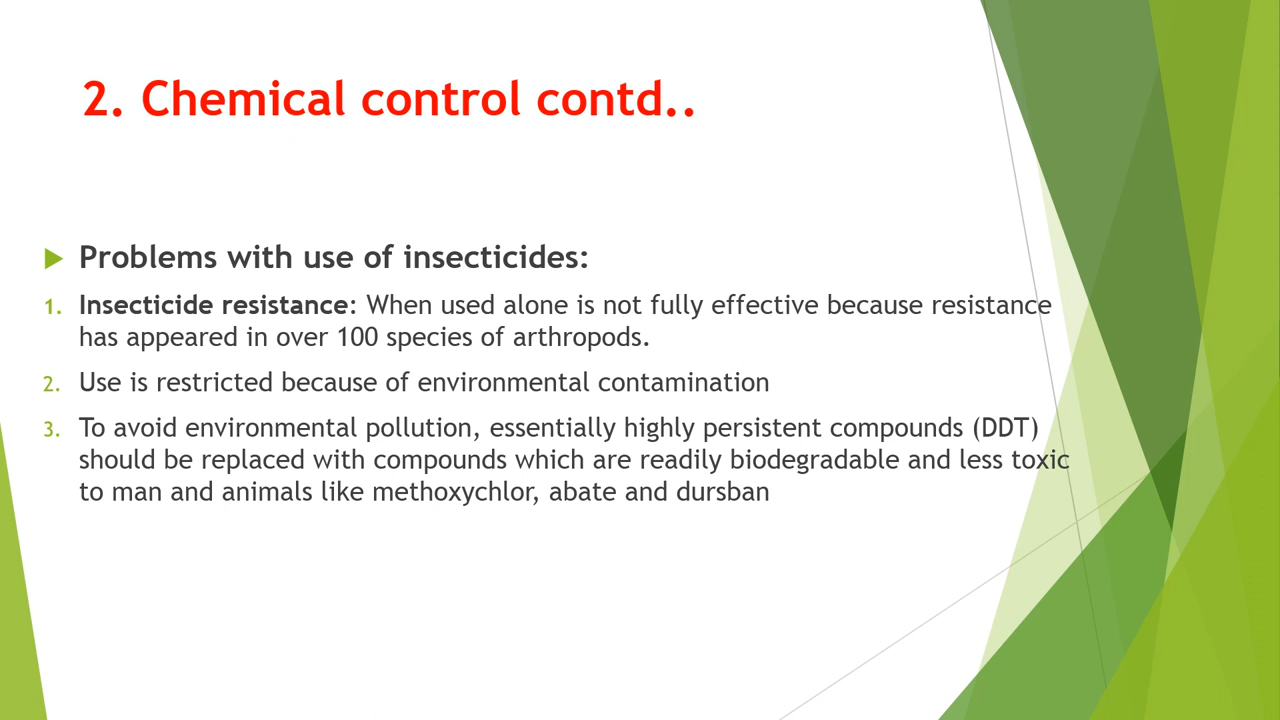 2. Chemical control contd..
Problems with use of insecticides:
1. Insecticide resistance: When used alone is not fully effective because resistance
has appeared in over 100 species of arthropods.
2. Use is restricted because of environmental contamination
3. To avoid environmental pollution, essentially highly persistent compounds (DDT)
should be replaced with compounds which are readily biodegradable and less toxic
to man and animals like methoxychlor, abate and dursban